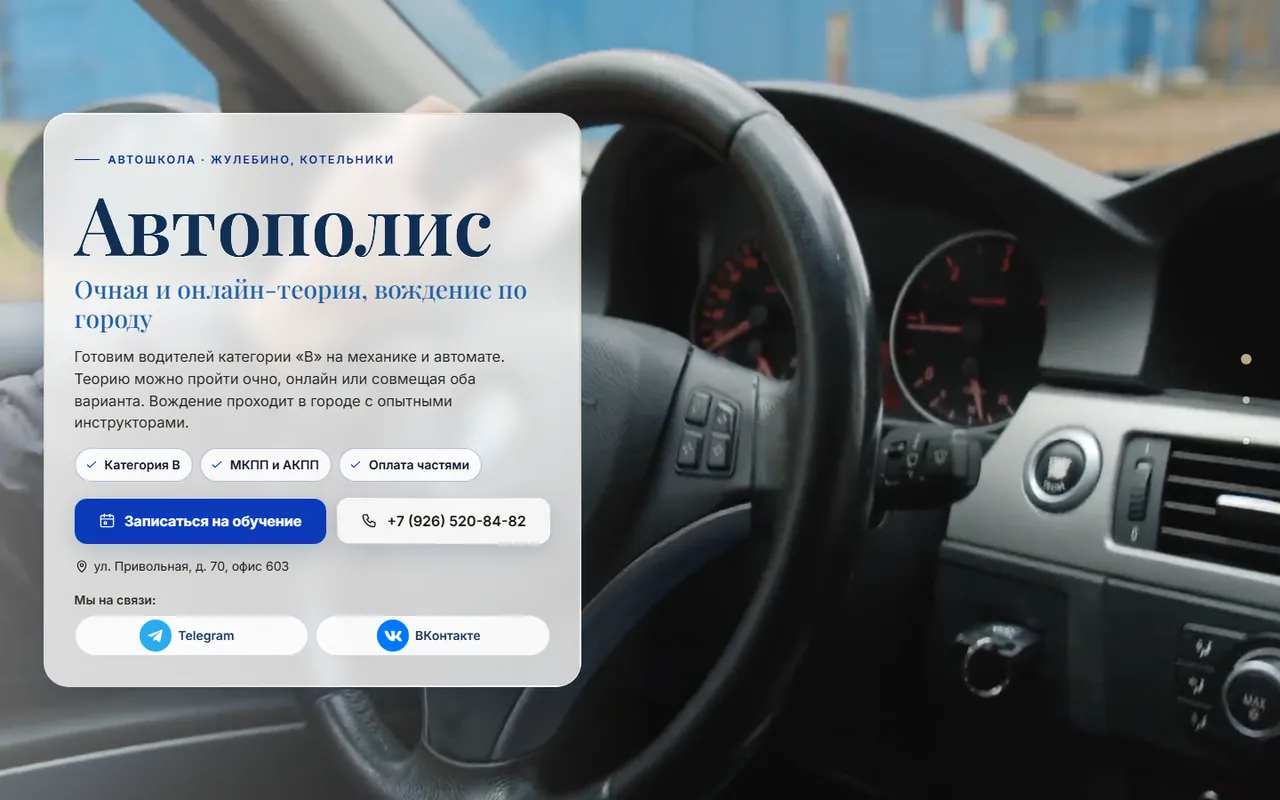 АВТОШКОЛА · ЖУЛЕБИНО, КОТЕЛЬНИКИ
Автополис
Очная и онлайн-теория, вождение по
городу
Готовим водителей категории «В» на механике и автомате.
Теорию можно пройти очно, онлайн или совмещая оба
варианта. Вождение проходит в городе с опытными
инструкторами.
Категория В
МКПП и АКПП
Оплата частями
Записаться на обучение
+7 (926) 520-84-82
ул. Привольная, д. 70, офис 603
Мы на связи:
Telegram
ВКонтакте
MAX